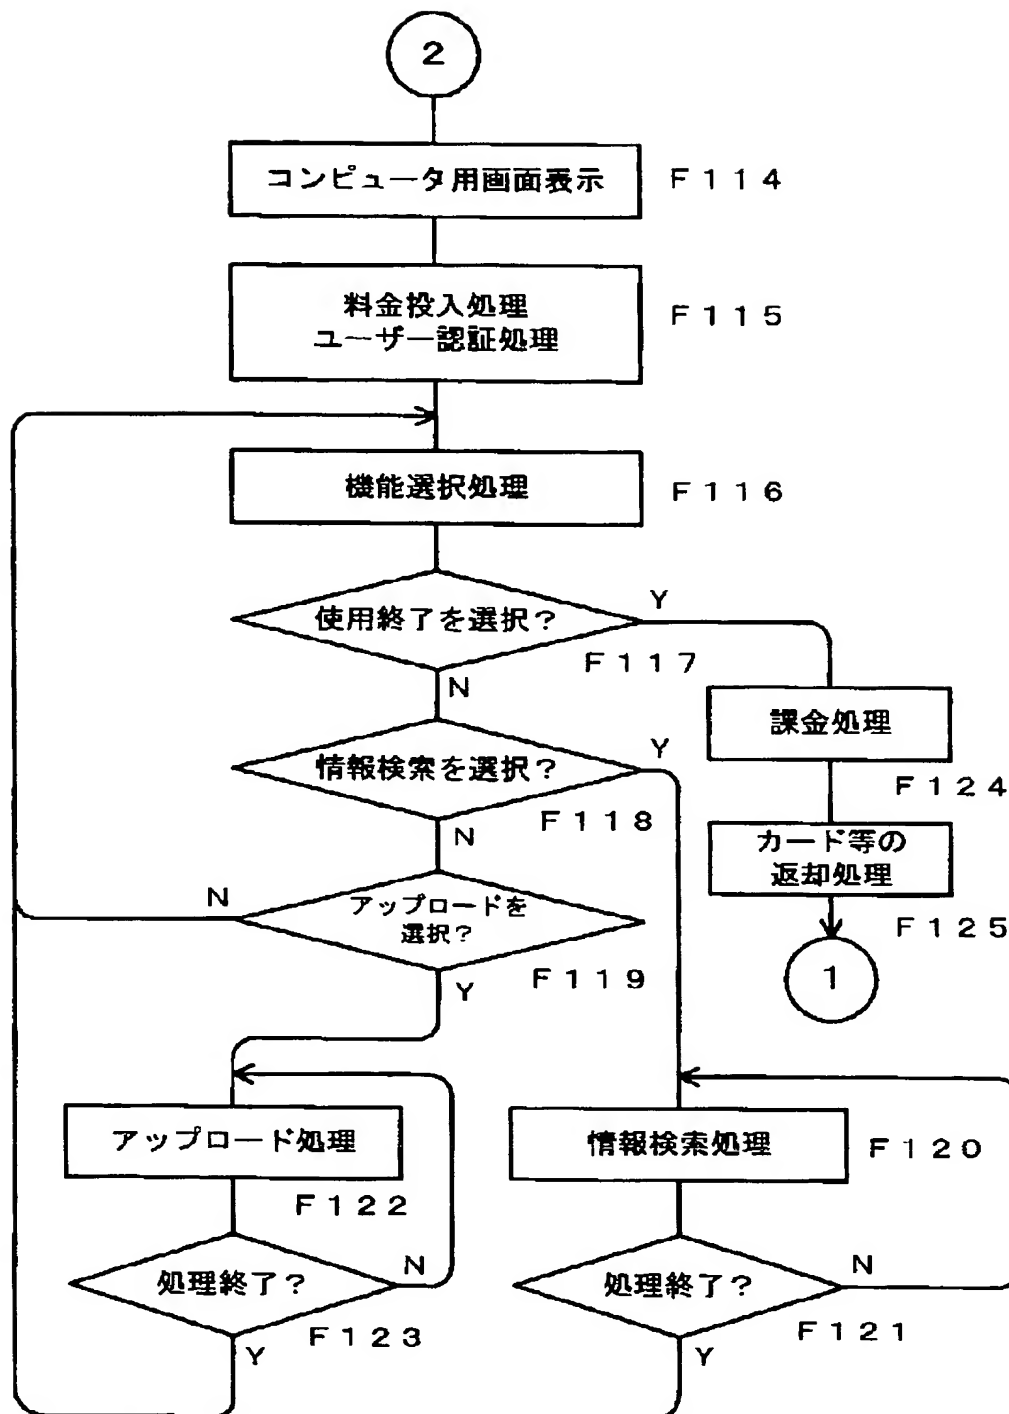 2
コンピュータ用画面表示
F114
料金投入処理
ユーザー認証処理
F115
機能選択処理
F116
使用終了を選択?
Y
F117
N
課金処理
F124
情報検索を選択?
Y
F118
N
カード等の
返却処理
F125
1
アップロードを
選択?
N
F119
Y
アップロード処理
F122
情報検索処理
F120
処理終了?
N
F123
Y
処理終了?
N
F121
Y